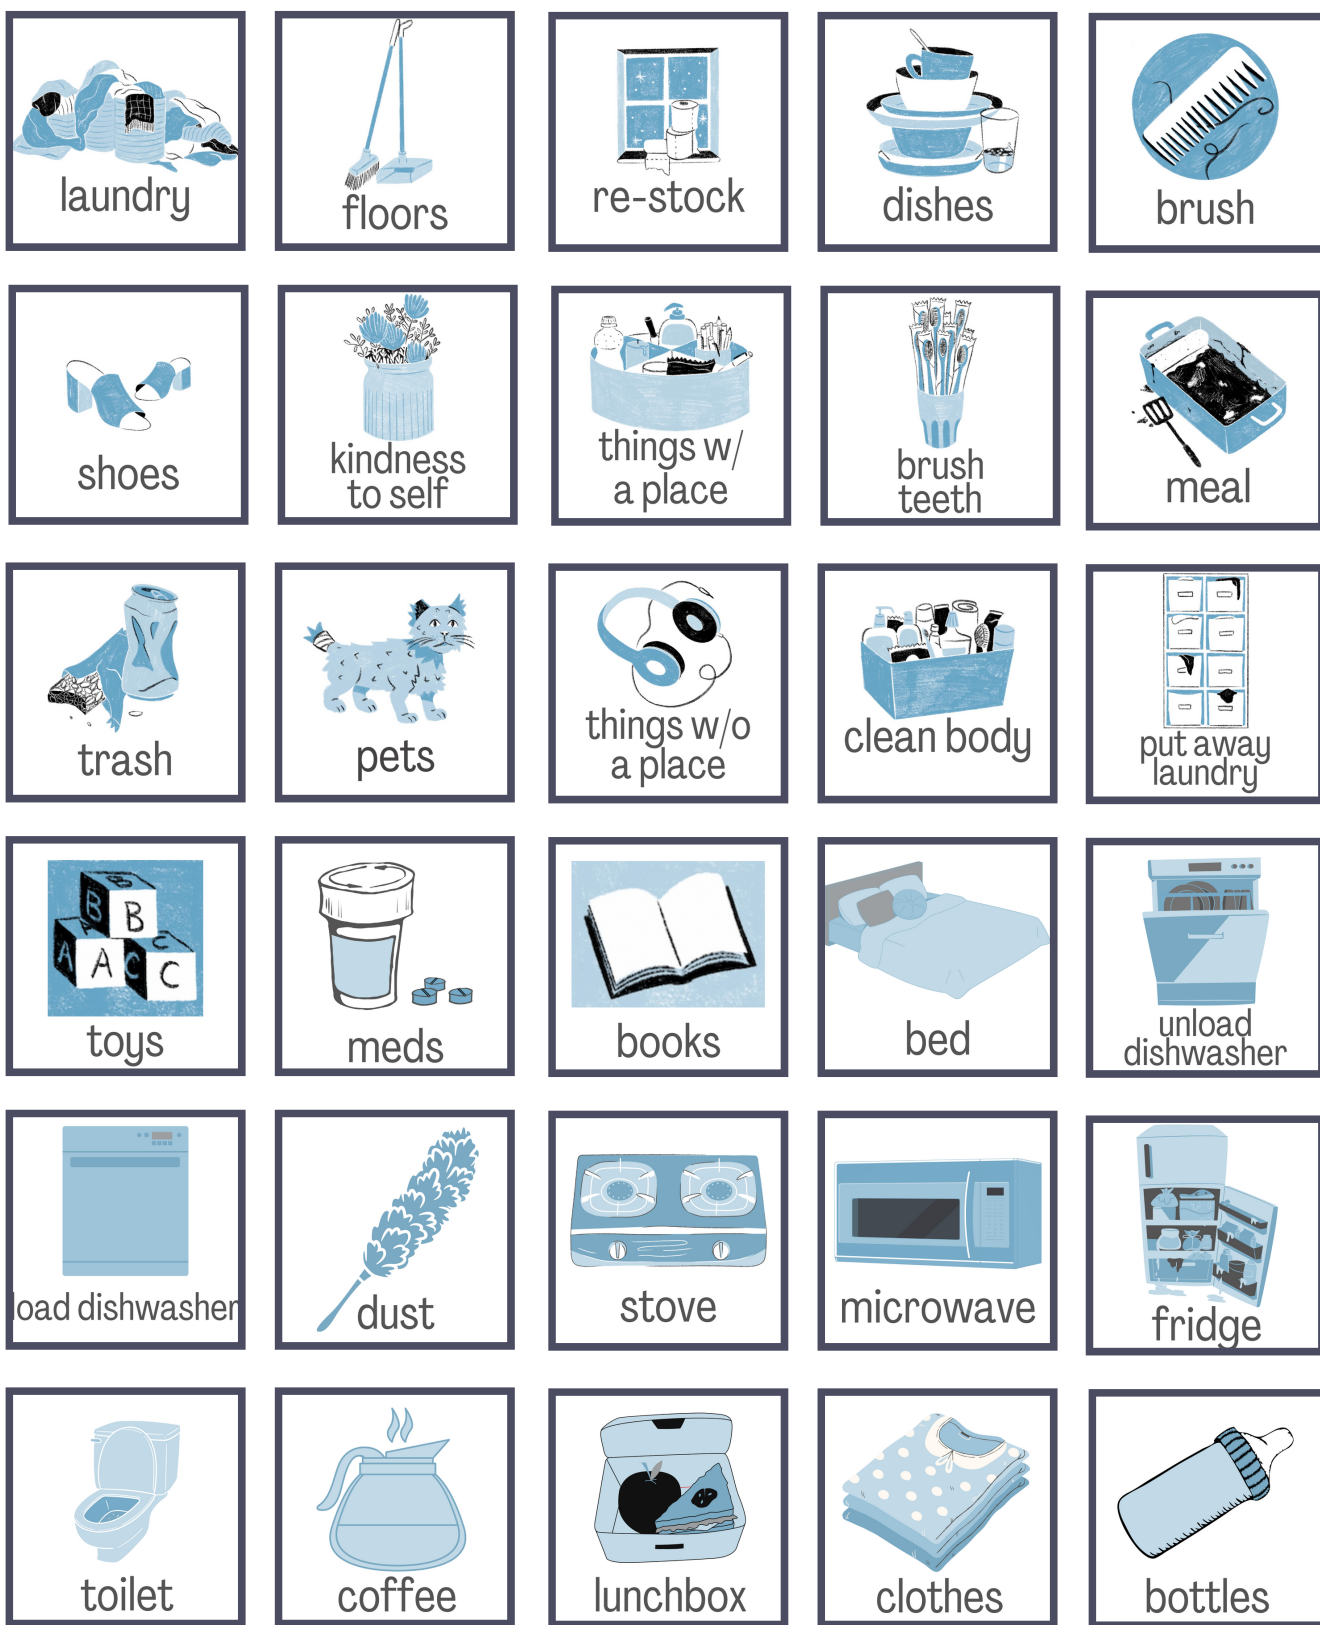 laundry
floors
re-stock
dishes
brush
shoes
kindness
to self
things w/
a place
brush
teeth
meal
trash
pets
things w/o
a place
clean body
put away
laundry
B
B
B
A
A
A
C
C
C
toys
meds
books
bed
unload
dishwasher
load dishwasher
dust
stove
microwave
fridge
toilet
coffee
lunchbox
clothes
bottles